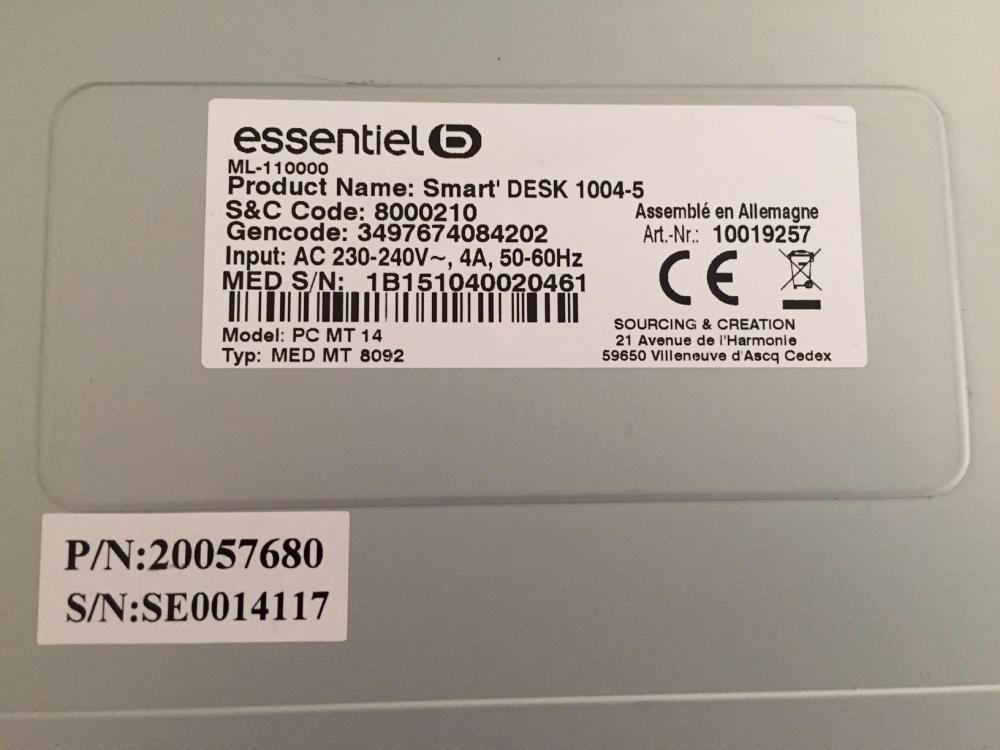 essentiel b
ML-110000
Product Name: Smart' DESK 1004-5
S&C Code: 8000210
Gencode: 3497674084202
Input: AC 230-240V~, 4A, 50-60Hz
MED S/N: 1B151040020461
Model: PC MT 14
Typ: MED MT 8092
Assemblé en Allemagne
Art.-Nr.: 10019257
CE
SOURCING & CREATION
21 Avenue de l'Harmonie
59650 Villeneuve d'Ascq Cedex
P/N:20057680
S/N:SE0014117